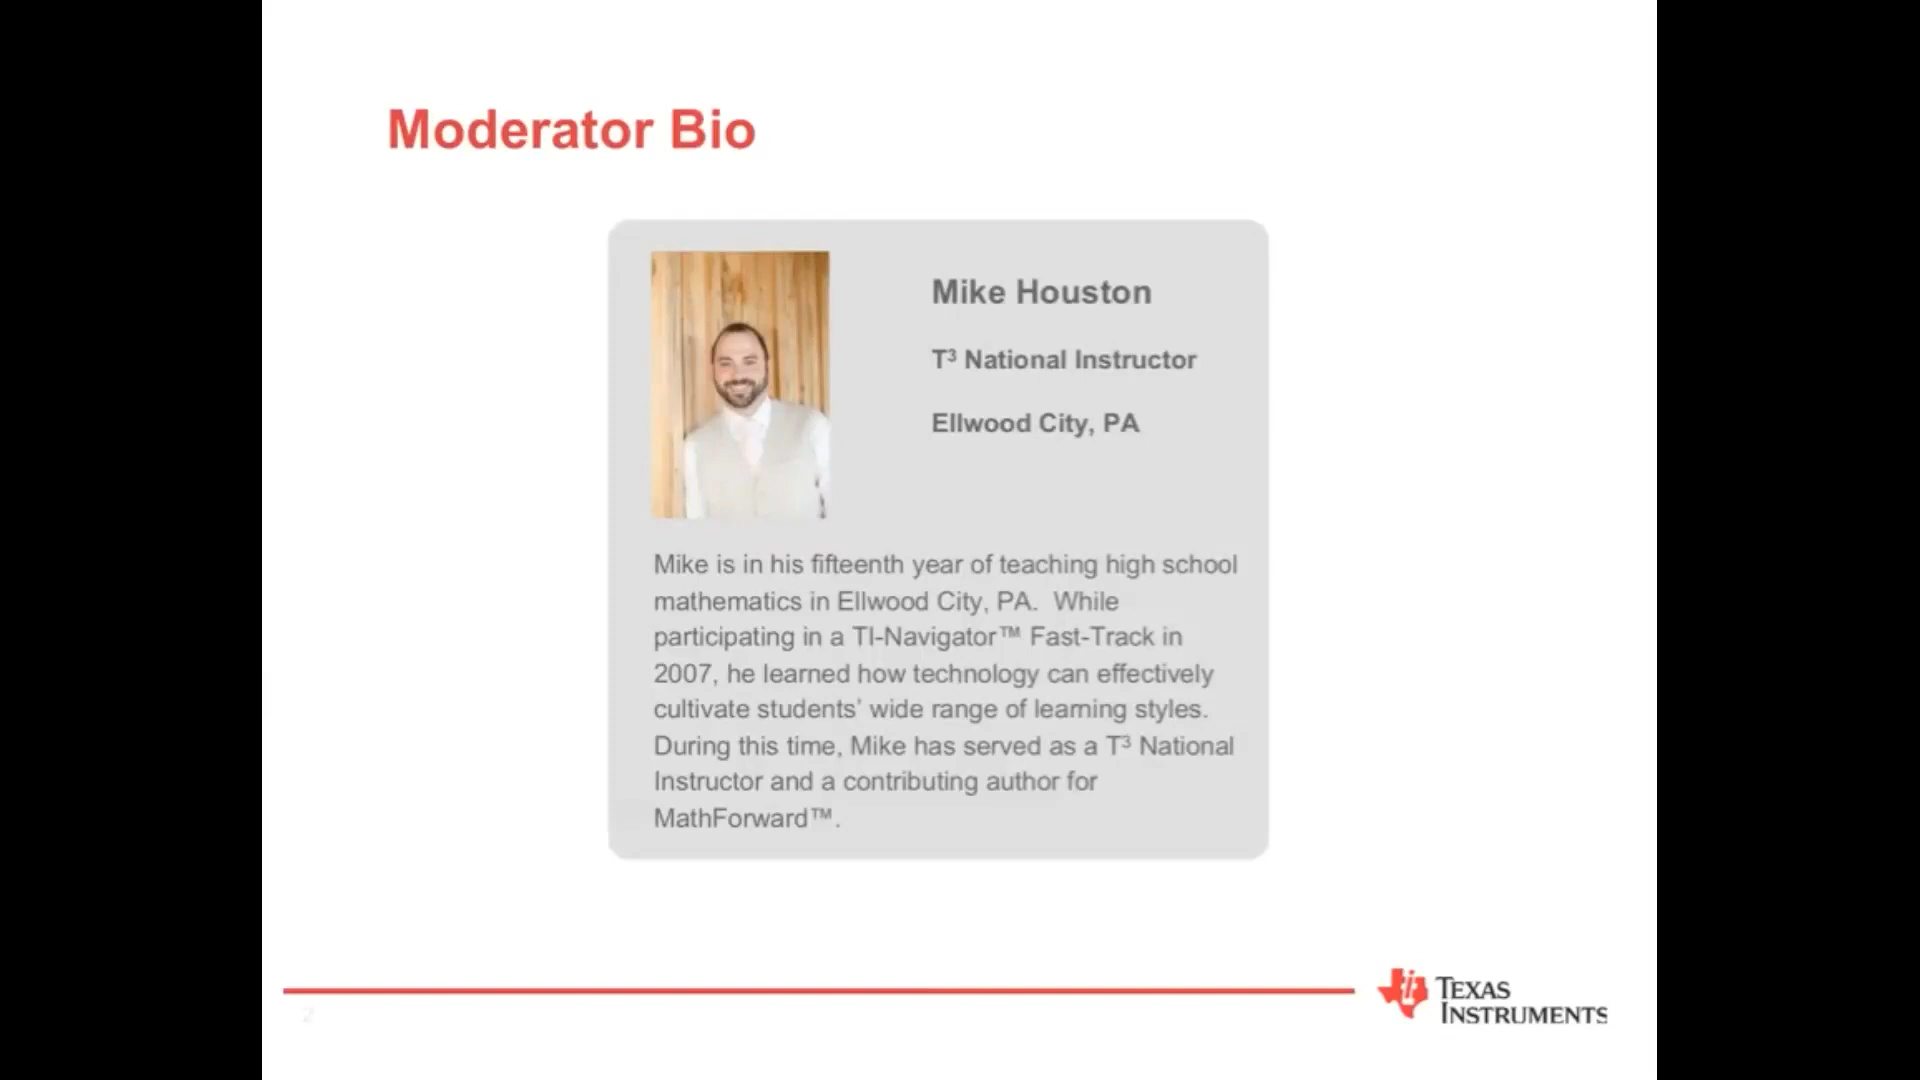 Moderator Bio
Mike Houston
T³ National Instructor
Ellwood City, PA
Mike is in his fifteenth year of teaching high school
mathematics in Ellwood City, PA.  While
participating in a TI-Navigator™ Fast-Track in
2007, he learned how technology can effectively
cultivate students’ wide range of learning styles.
During this time, Mike has served as a T³ National
Instructor and a contributing author for
MathForward™.
2
TEXAS
INSTRUMENTS